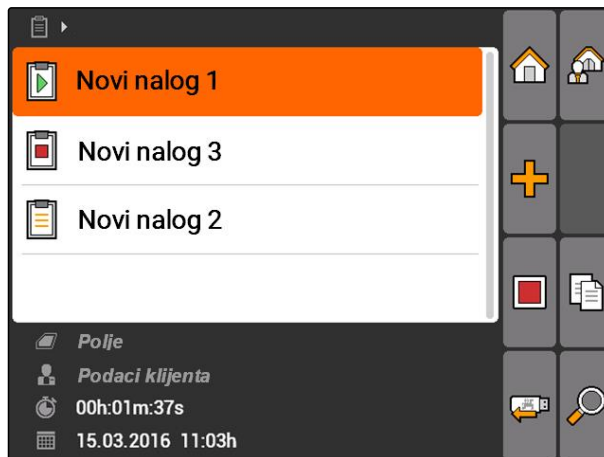 Novi nalog 1
Novi nalog 3
Novi nalog 2
Polje
Podaci klijenta
00h:01m:37s
15.03.2016 11:03h